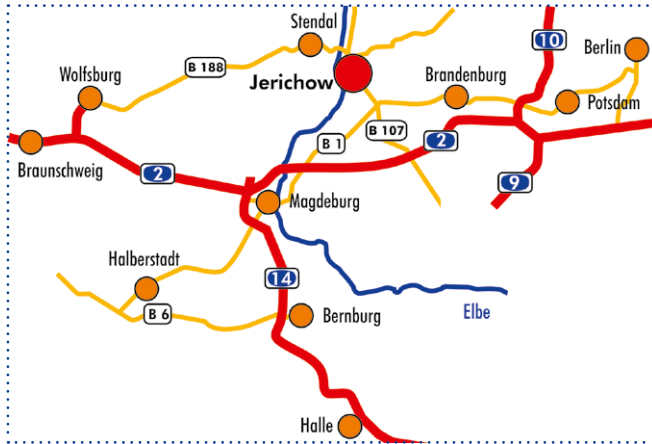 Stendal
10
Berlin
B 188
Wolfsburg
Jerichow
Brandenburg
Potsdam
B 107
2
B 1
Braunschweig
2
9
Magdeburg
Halberstadt
14
B 6
Bernburg
Elbe
Halle